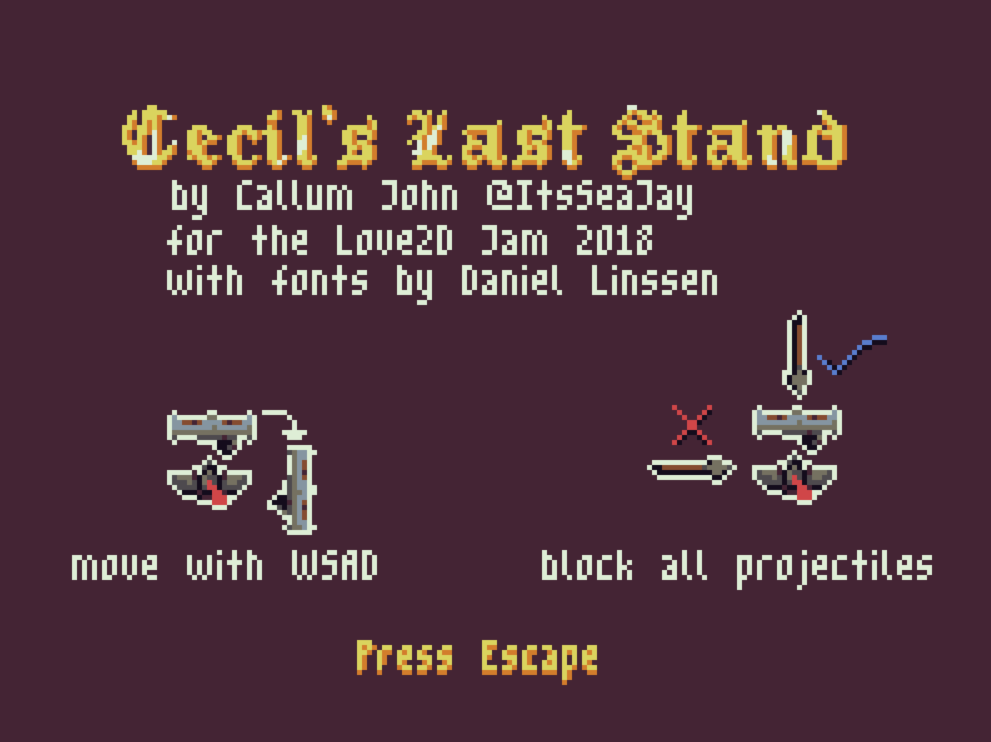 Cecil's Last Stand
by Callum John @ItsSeaJay
for the Love2D Jam 2018
with fonts by Daniel Linssen
move with WSAD
block all projectiles
Press Escape